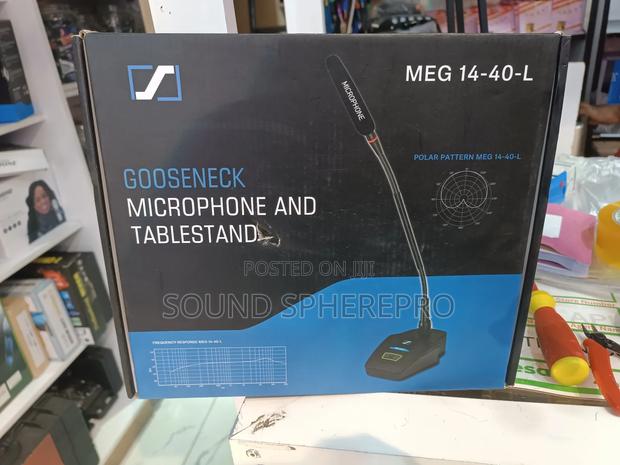 MEG 14-40-L
MICROPHONE
POLAR PATTERN MEG 14-40-L
GOOSENECK
MICROPHONE AND
TABLESTAND
POSTED ON JIJI
SOUND SPHEREPRO
FREQUENCY RESPONSE MEG 14-40-L